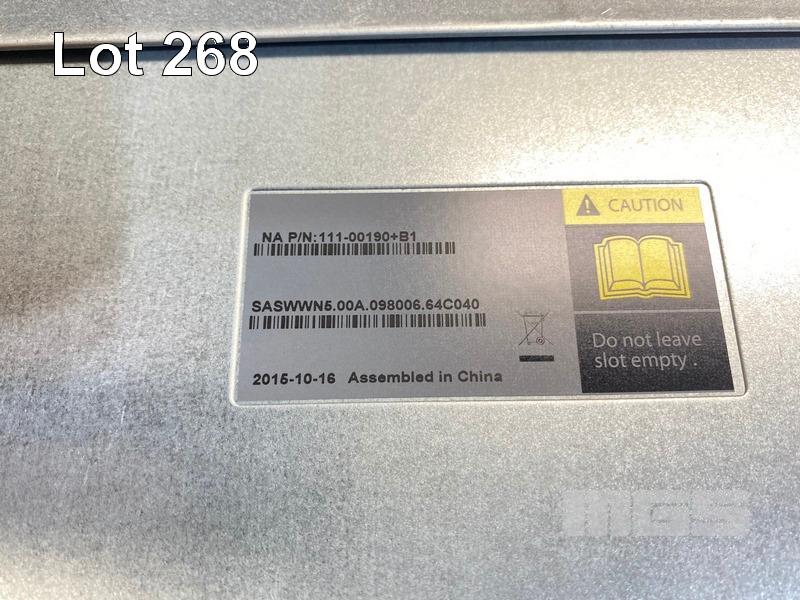 Lot 268
NA P/N:111-00190+B1
SASWWN5.00A.098006.64C040
2015-10-16 Assembled in China
CAUTION
Do not leave
slot empty .
MGS